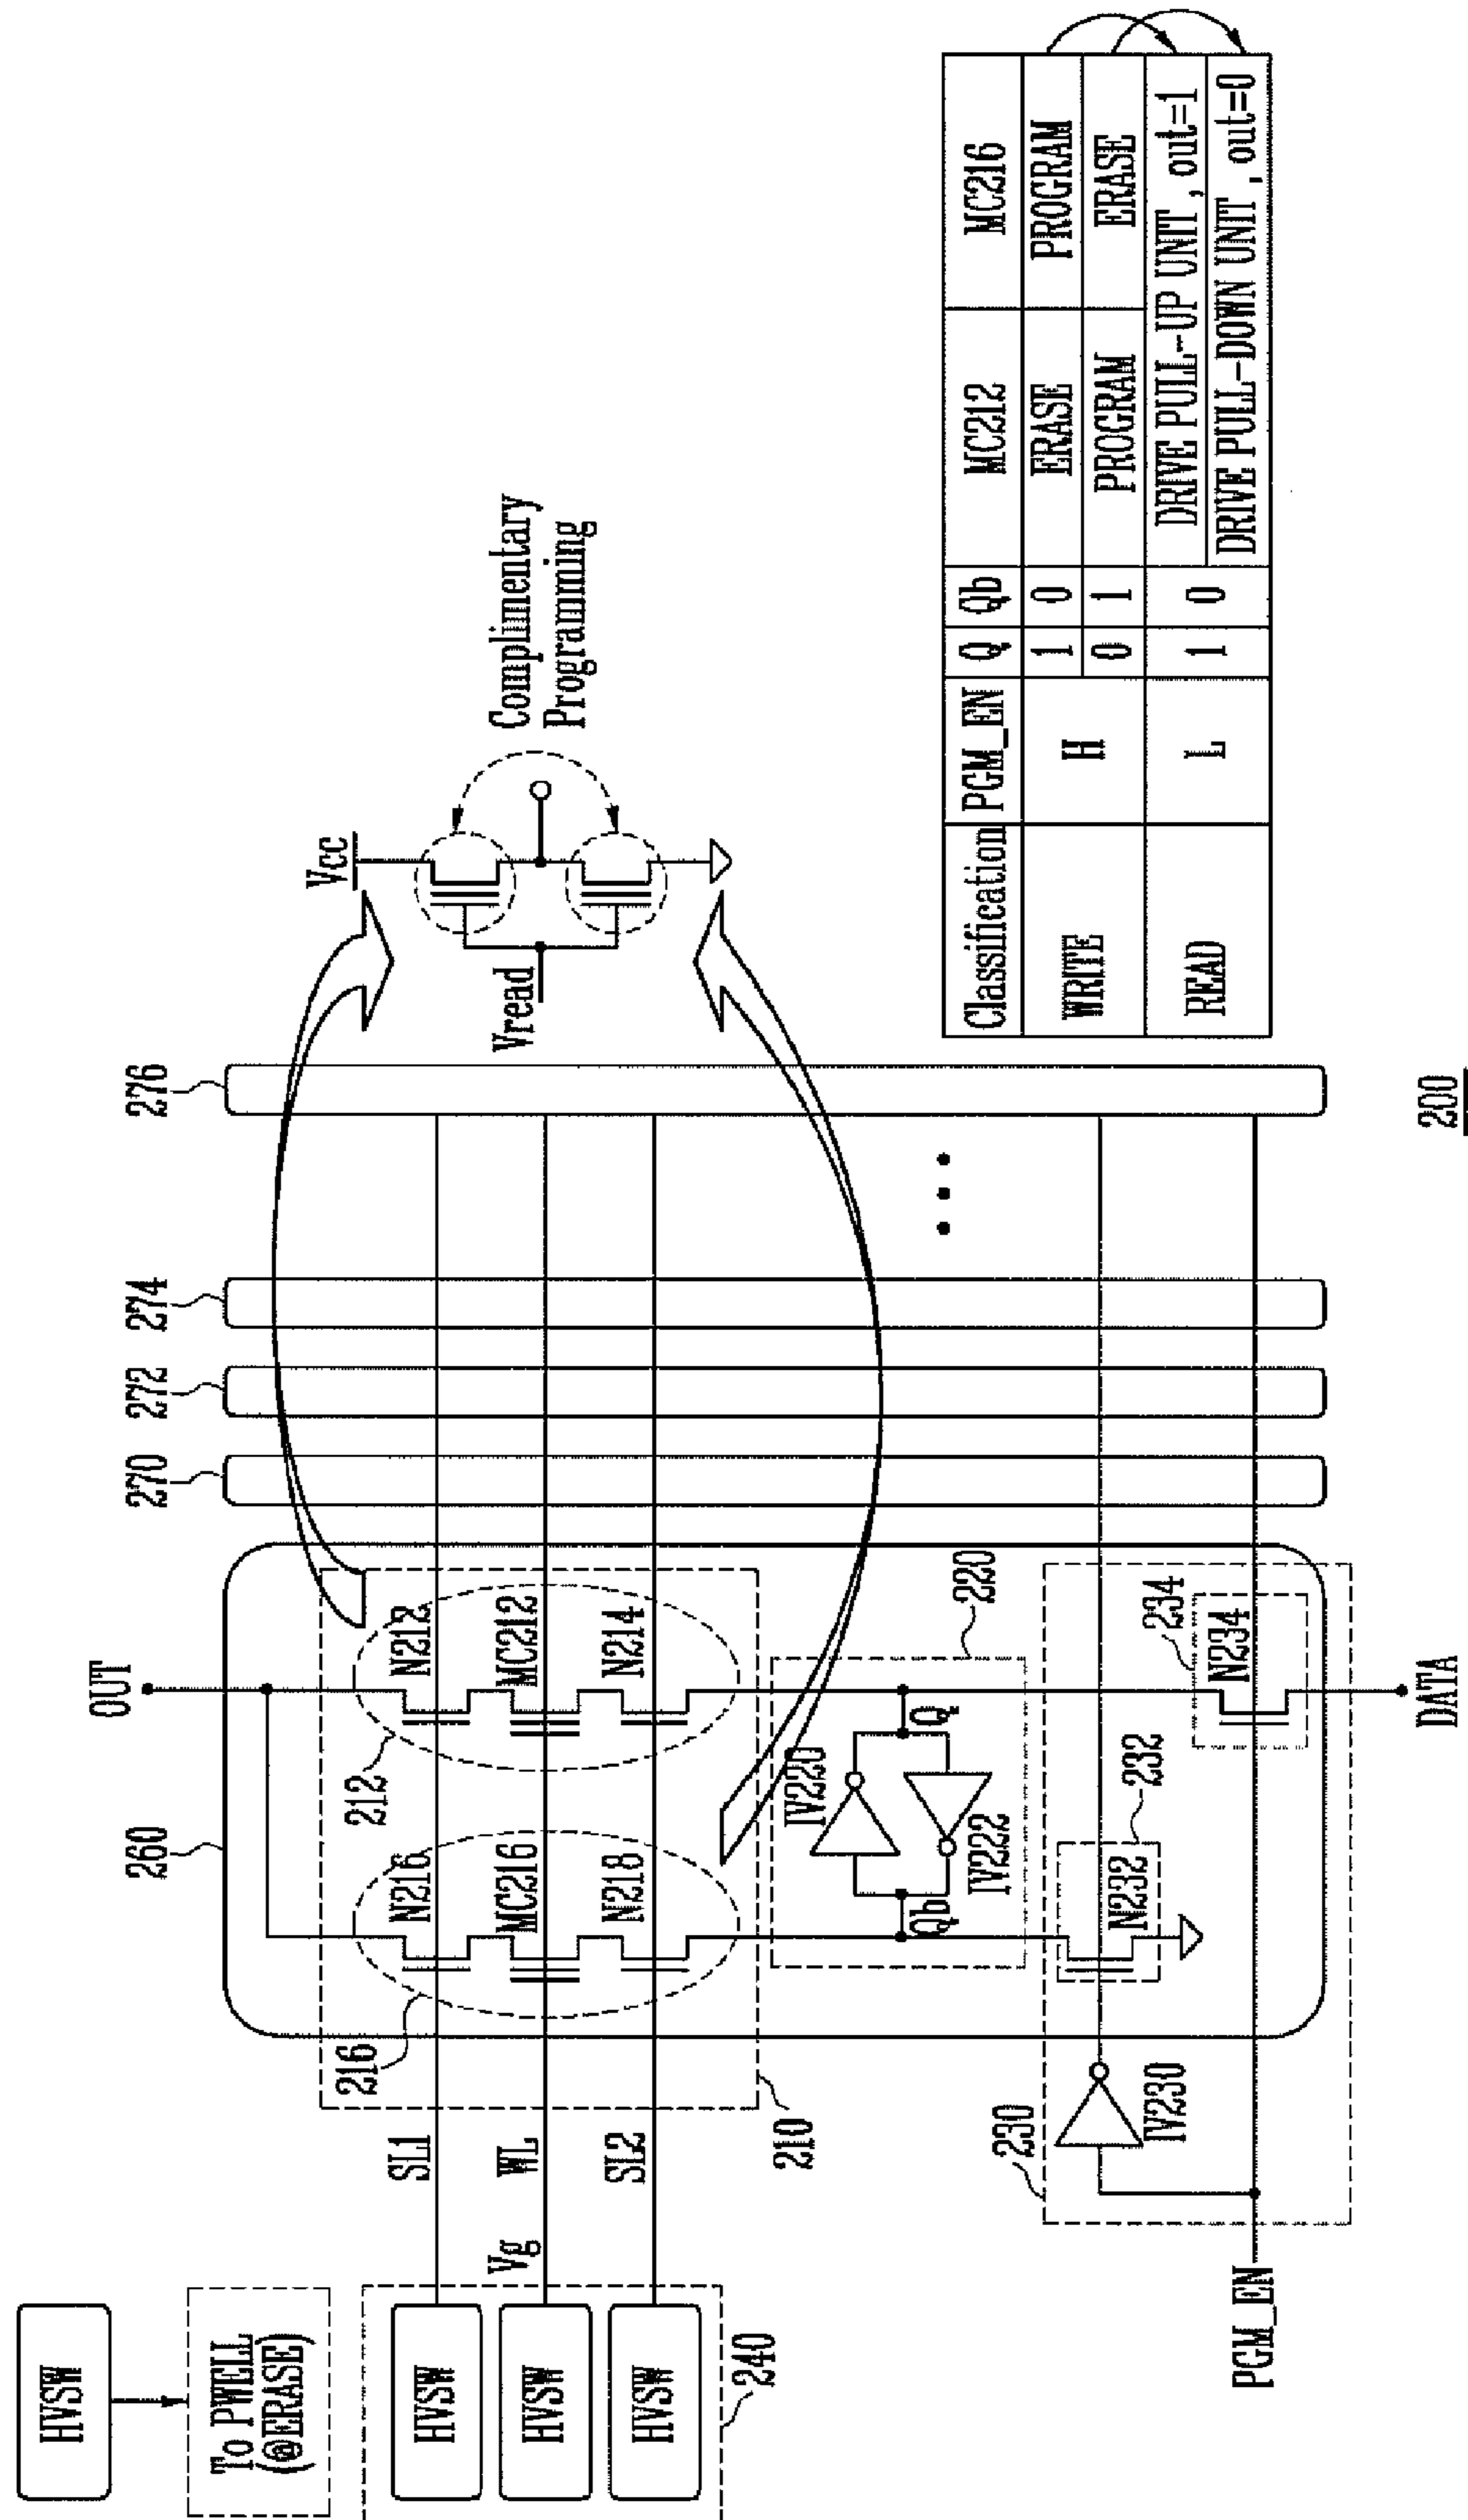 HVSW
To PWELL
(@ERASE)
HVSW
HVSW
HVSW
240
SL1
Vg
WL
SL2
210
PGM_EN
230
IV230
260
OUT
216
N216
MC216
N218
212
N212
MC212
N214
IV220
IV222
Qb
Q
220
232
N232
234
N234
DATA
270
272
274
276
Vcc
Vread
Complimentary
Programming
Classification PGM_EN Q Qb MC212 MC216
WRITE H 1 0 ERASE PROGRAM
0 1 PROGRAM ERASE
READ L 1 0 DRIVE PULL-UP UNIT, out=1
DRIVE PULL-DOWN UNIT, out=0
200